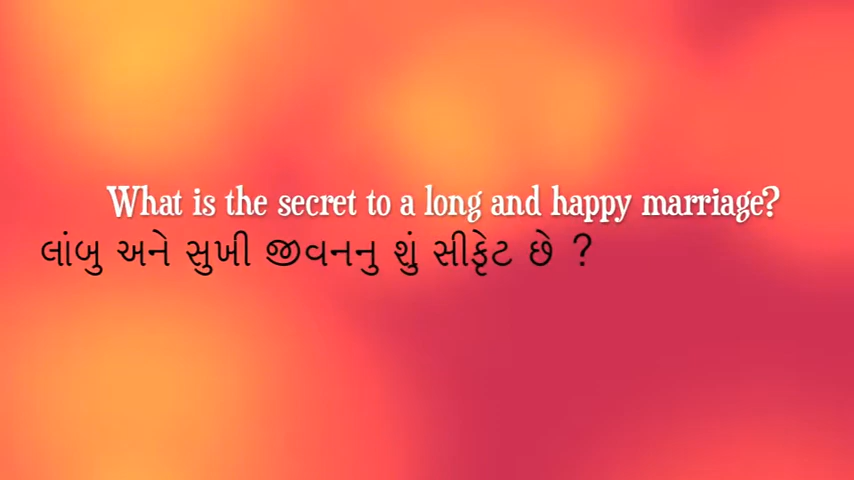 What is the secret to a long and happy marriage?
લાંબુ અને સુખી જીવનનુ શું સીક્રેટ છે ?